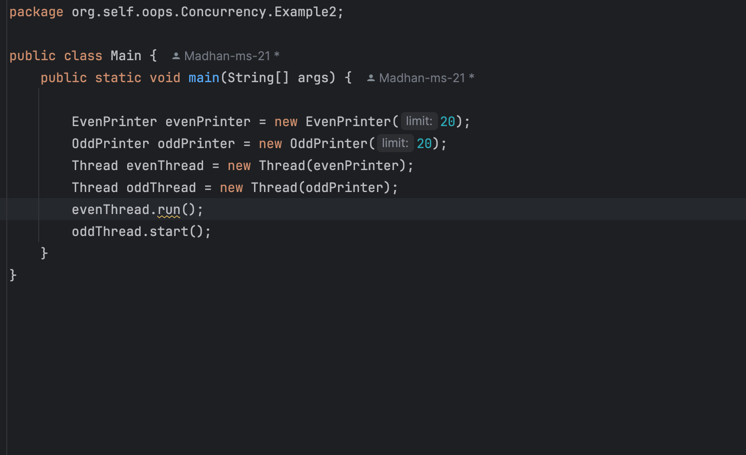 package org.self.oops.Concurrency.Example2;
public class Main { Madhan-ms-21 *
public static void main(String[] args) { Madhan-ms-21 *
EvenPrinter evenPrinter = new EvenPrinter( limit: 20);
OddPrinter oddPrinter = new OddPrinter( limit: 20);
Thread evenThread = new Thread(evenPrinter);
Thread oddThread = new Thread(oddPrinter);
evenThread.run();
oddThread.start();
}
}